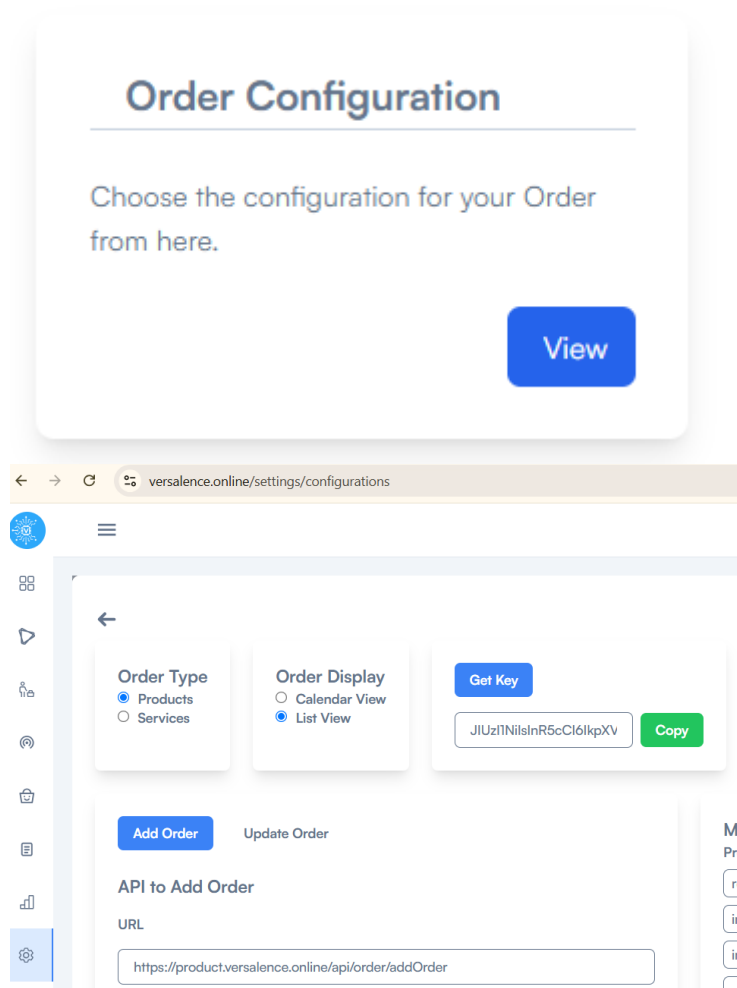 Order Configuration
Choose the configuration for your Order
from here.
View
versalence.online/settings/configurations
Order Type
Products
Services
Order Display
Calendar View
List View
Get Key
Copy
Add Order
Update Order
API to Add Order
URL
https://product.versalence.online/api/order/addOrder